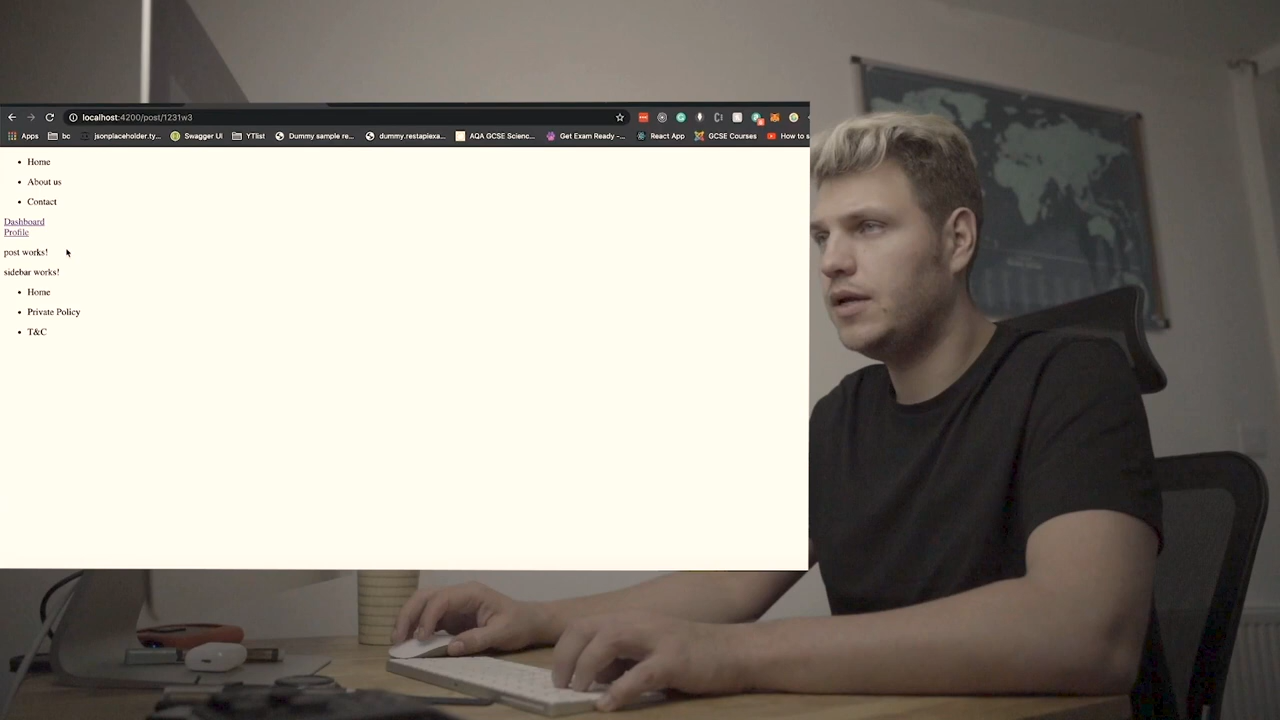 localhost:4200/post/1231w3
Apps bc jsonplaceholder.ty... Swagger UI YTlist Dummy sample re... dummy.restapiexa... AQA GCSE Scienc... Get Exam Ready -... React App GCSE Courses How to s
Home
About us
Contact
Dashboard
Profile
post works!
sidebar works!
Home
Private Policy
T&C